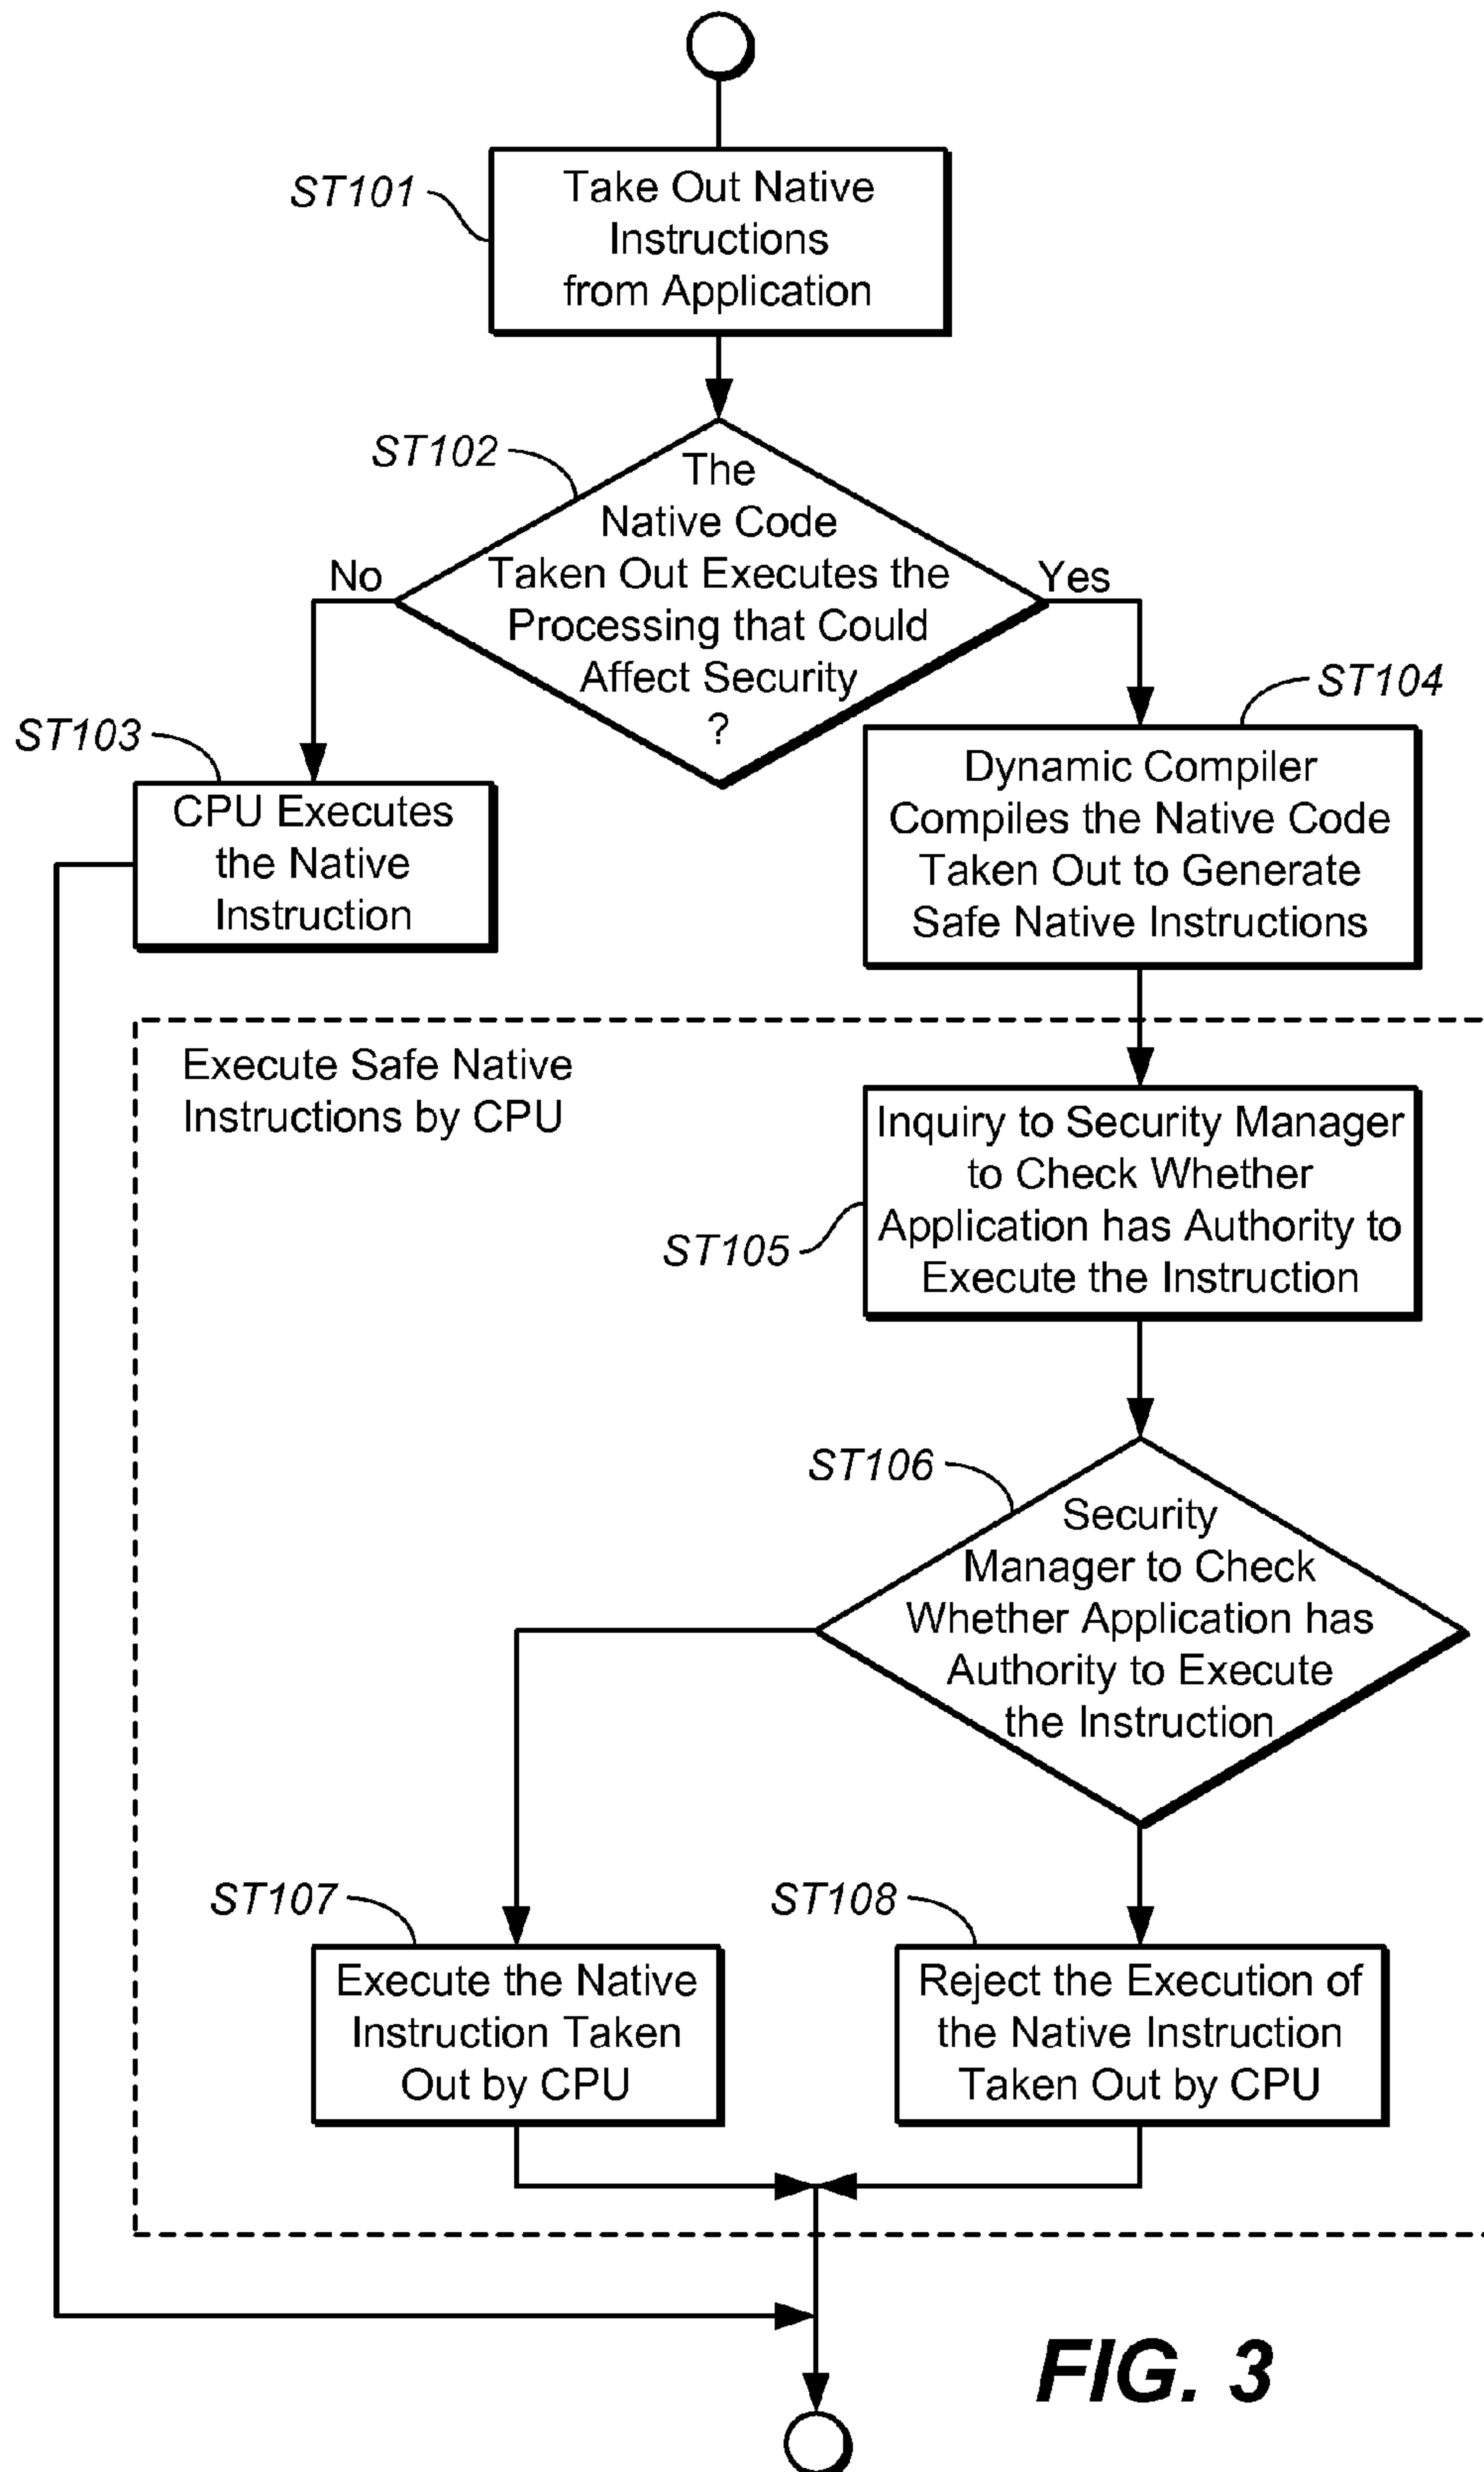 ST101
Take Out Native
Instructions
from Application
ST102
The
Native Code
Taken Out Executes the
Processing that Could
Affect Security
?
No
Yes
ST103
CPU Executes
the Native
Instruction
ST104
Dynamic Compiler
Compiles the Native Code
Taken Out to Generate
Safe Native Instructions
Execute Safe Native
Instructions by CPU
ST105
Inquiry to Security Manager
to Check Whether
Application has Authority to
Execute the Instruction
ST106
Security
Manager to Check
Whether Application has
Authority to Execute
the Instruction
ST107
Execute the Native
Instruction Taken
Out by CPU
ST108
Reject the Execution of
the Native Instruction
Taken Out by CPU
FIG. 3